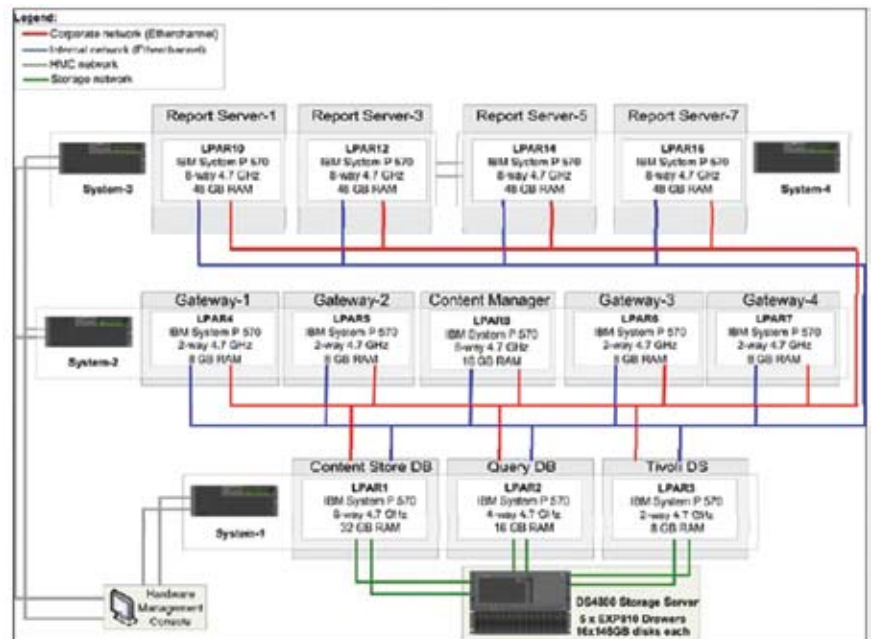 Legend:
Corporate network (Etherchannel)
Internal network (Etherchannel)
HMC network
Storage network
Report Server-1
Report Server-3
Report Server-5
Report Server-7
LPAR10
IBM System P 570
8-way 4.7 GHz
48 GB RAM
LPAR12
IBM System P 570
8-way 4.7 GHz
48 GB RAM
LPAR14
IBM System P 570
8-way 4.7 GHz
48 GB RAM
LPAR16
IBM System P 570
8-way 4.7 GHz
48 GB RAM
System-3
System-4
Gateway-1
Gateway-2
Content Manager
Gateway-3
Gateway-4
LPAR4
IBM System P 570
2-way 4.7 GHz
8 GB RAM
LPAR5
IBM System P 570
2-way 4.7 GHz
8 GB RAM
IBM System P 570
16 GB RAM
LPAR6
IBM System P 570
2-way 4.7 GHz
8 GB RAM
LPAR7
IBM System P 570
2-way 4.7 GHz
8 GB RAM
System-2
Content Store DB
Query DB
Tivoli DS
LPAR1
IBM System P 570
8-way 4.7 GHz
32 GB RAM
LPAR2
IBM System P 570
4-way 4.7 GHz
16 GB RAM
LPAR3
IBM System P 570
2-way 4.7 GHz
8 GB RAM
System-1
Hardware
Management
Console
DS4800 Storage Server
EXP810 Drawers
16x146GB disks each